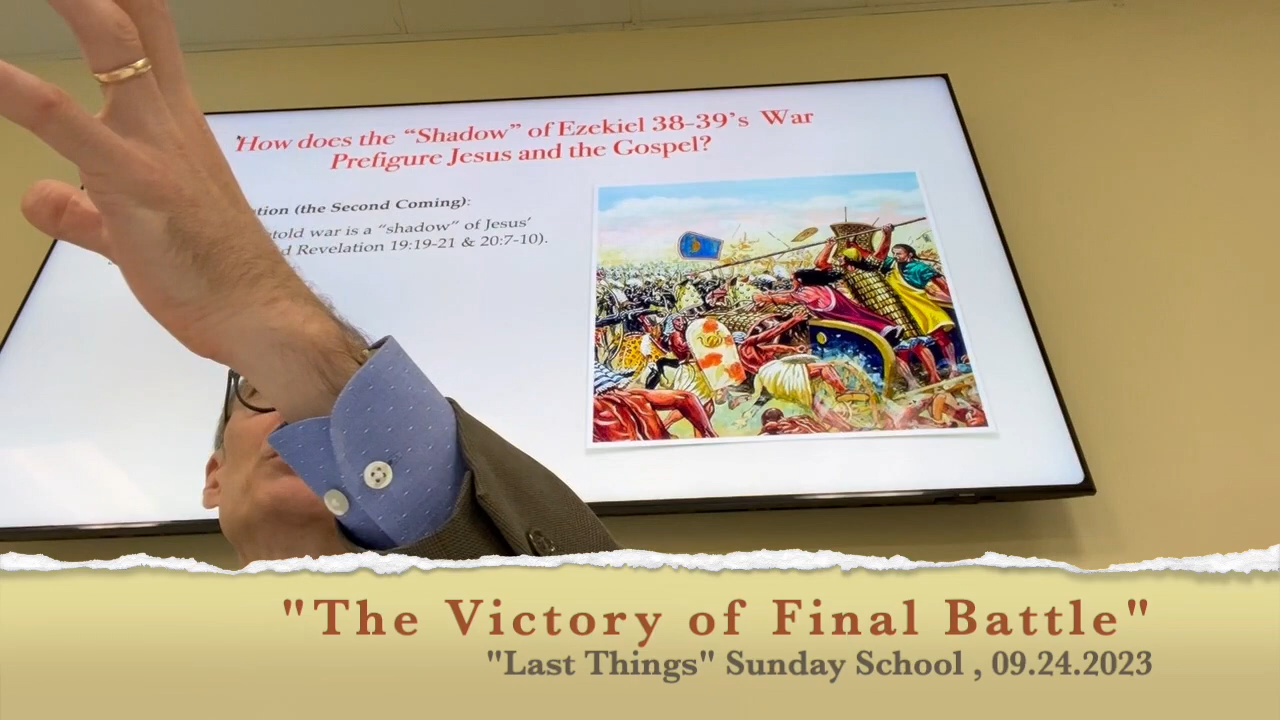 How does the “Shadow” of Ezekiel 38-39’s War
Prefigure Jesus and the Gospel?
(the Second Coming):
war is a “shadow” of Jesus’
Revelation 19:19-21 & 20:7-10).
"The Victory of Final Battle"
"Last Things" Sunday School , 09.24.2023